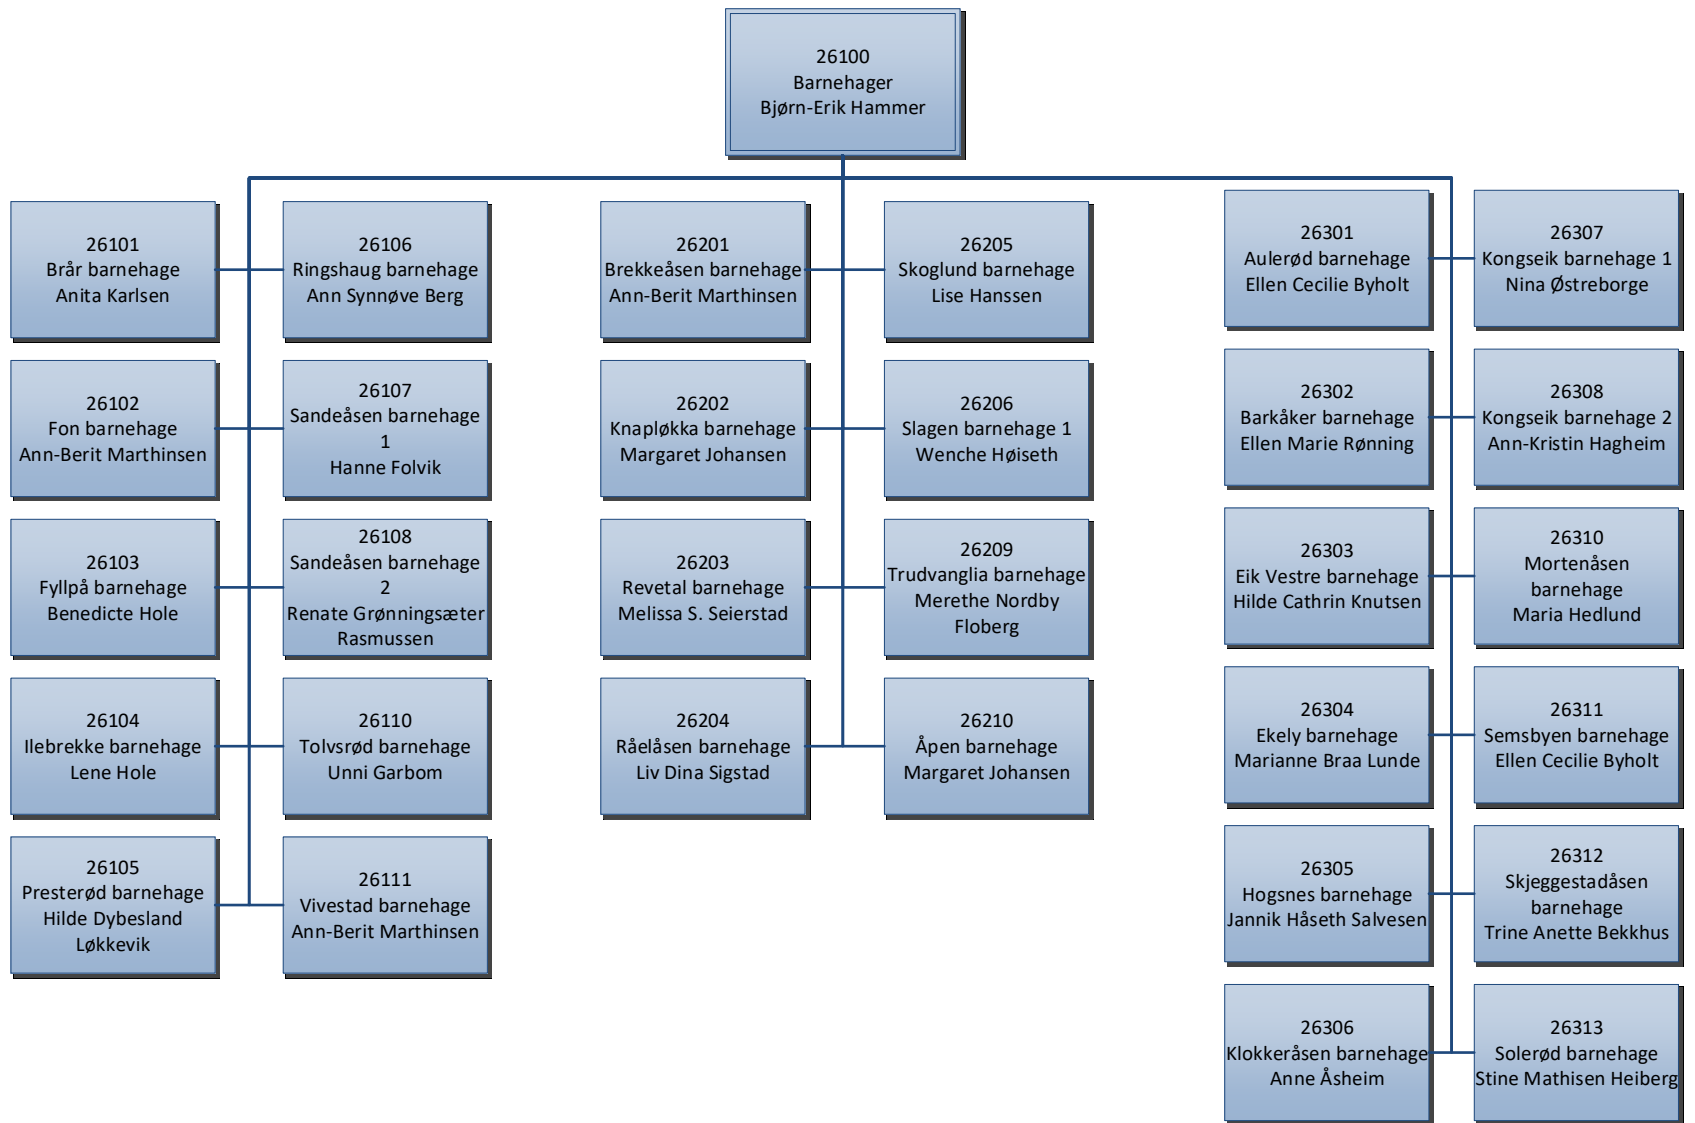 26100
Barnehager
Bjørn-Erik Hammer
26101
Brår barnehage
Anita Karlsen
26106
Ringshaug barnehage
Ann Synnøve Berg
26102
Fon barnehage
Ann-Berit Marthinsen
26107
Sandeåsen barnehage
1
Hanne Folvik
26103
Fyllpå barnehage
Benedicte Hole
26108
Sandeåsen barnehage
2
Renate Grønningsæter
Rasmussen
26104
Ilebrekke barnehage
Lene Hole
26110
Tolvsrød barnehage
Unni Garbom
26105
Presterød barnehage
Hilde Dybesland
Løkkevik
26111
Vivestad barnehage
Ann-Berit Marthinsen
26201
Brekkeåsen barnehage
Ann-Berit Marthinsen
26205
Skoglund barnehage
Lise Hanssen
26202
Knapløkka barnehage
Margaret Johansen
26206
Slagen barnehage 1
Wenche Høiseth
26203
Revetal barnehage
Melissa S. Seierstad
26209
Trudvanglia barnehage
Merethe Nordby
Floberg
26204
Råelåsen barnehage
Liv Dina Sigstad
26210
Åpen barnehage
Margaret Johansen
26301
Aulerød barnehage
Ellen Cecilie Byholt
26307
Kongseik barnehage 1
Nina Østreborge
26302
Barkåker barnehage
Ellen Marie Rønning
26308
Kongseik barnehage 2
Ann-Kristin Hagheim
26303
Eik Vestre barnehage
Hilde Cathrin Knutsen
26310
Mortenåsen
barnehage
Maria Hedlund
26304
Ekely barnehage
Marianne Braa Lunde
26311
Semsbyen barnehage
Ellen Cecilie Byholt
26305
Hogsnes barnehage
Jannik Håseth Salvesen
26312
Skjeggestadåsen
barnehage
Trine Anette Bekkhus
26306
Klokkeråsen barnehage
Anne Åsheim
26313
Solerød barnehage
Stine Mathisen Heiberg